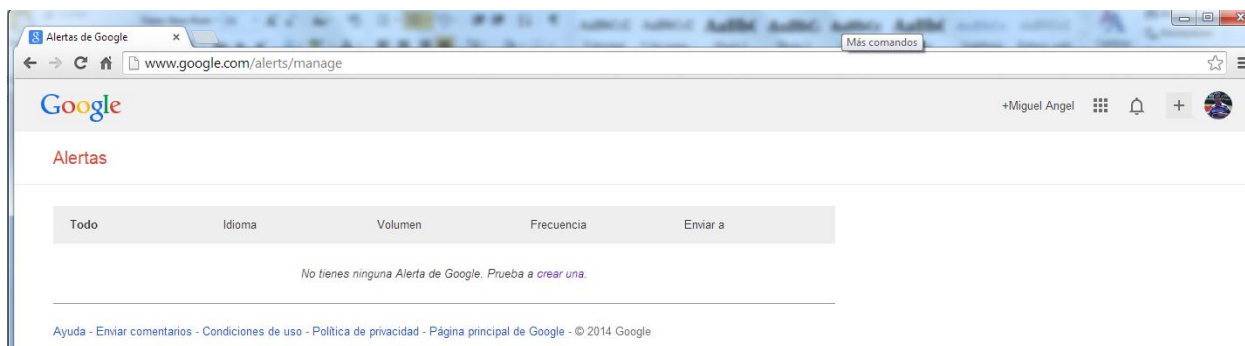 Alertas de Google
Más comandos
www.google.com/alerts/manage
Google
+Miguel Angel
Alertas
Todo Idioma Volumen Frecuencia Enviar a
No tienes ninguna Alerta de Google. Prueba a crear una.
Ayuda - Enviar comentarios - Condiciones de uso - Política de privacidad - Página principal de Google - © 2014 Google